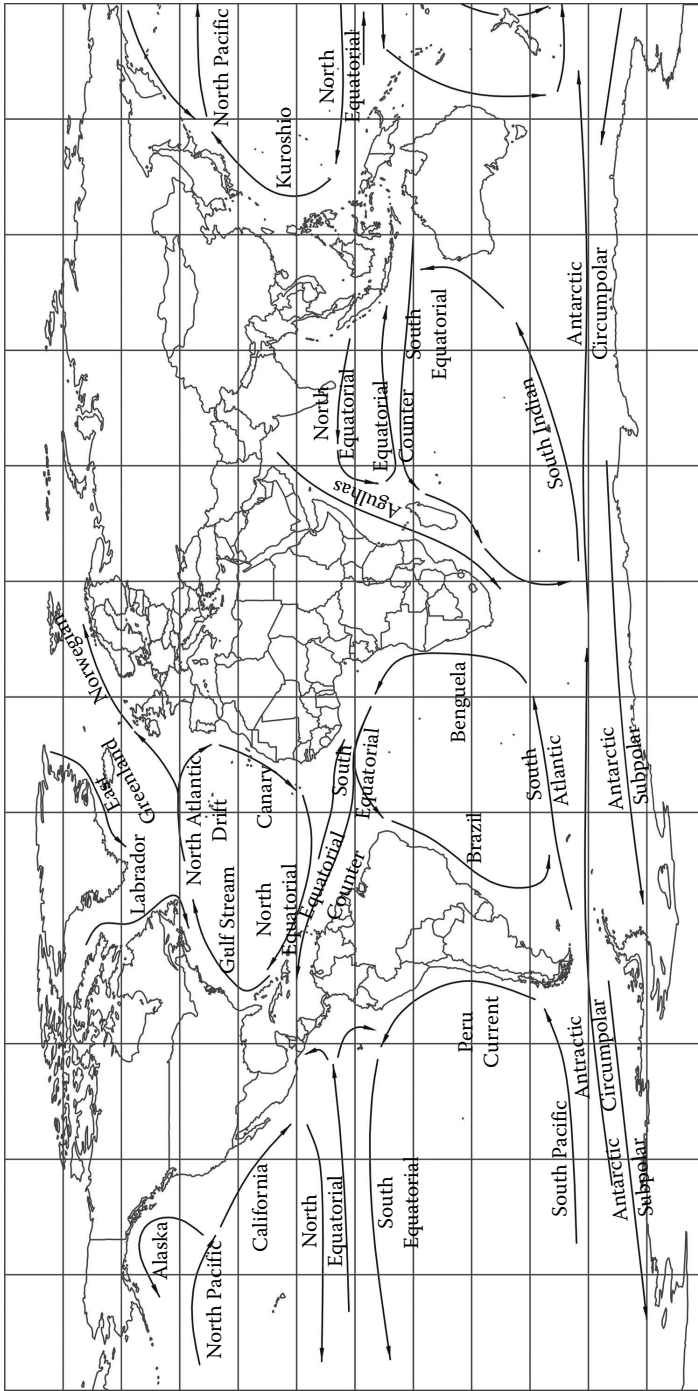 Alaska
North Pacific
California
North
Equatorial
South
Equatorial
South Pacific
Antarctic
Subpolar
Peru
Current
Antractic
Circumpolar
Labrador
East
Greenland
Norwegian
North Atlantic
Drift
Gulf Stream
Canary
North
Equatorial
Equatorial
Counter
South
Equatorial
Brazil
Benguela
South
Atlantic
Antarctic
Subpolar
Agulhas
North
Equatorial
Equatorial
Counter
South
Equatorial
South Indian
Antarctic
Circumpolar
Kuroshio
North Pacific
North
Equatorial